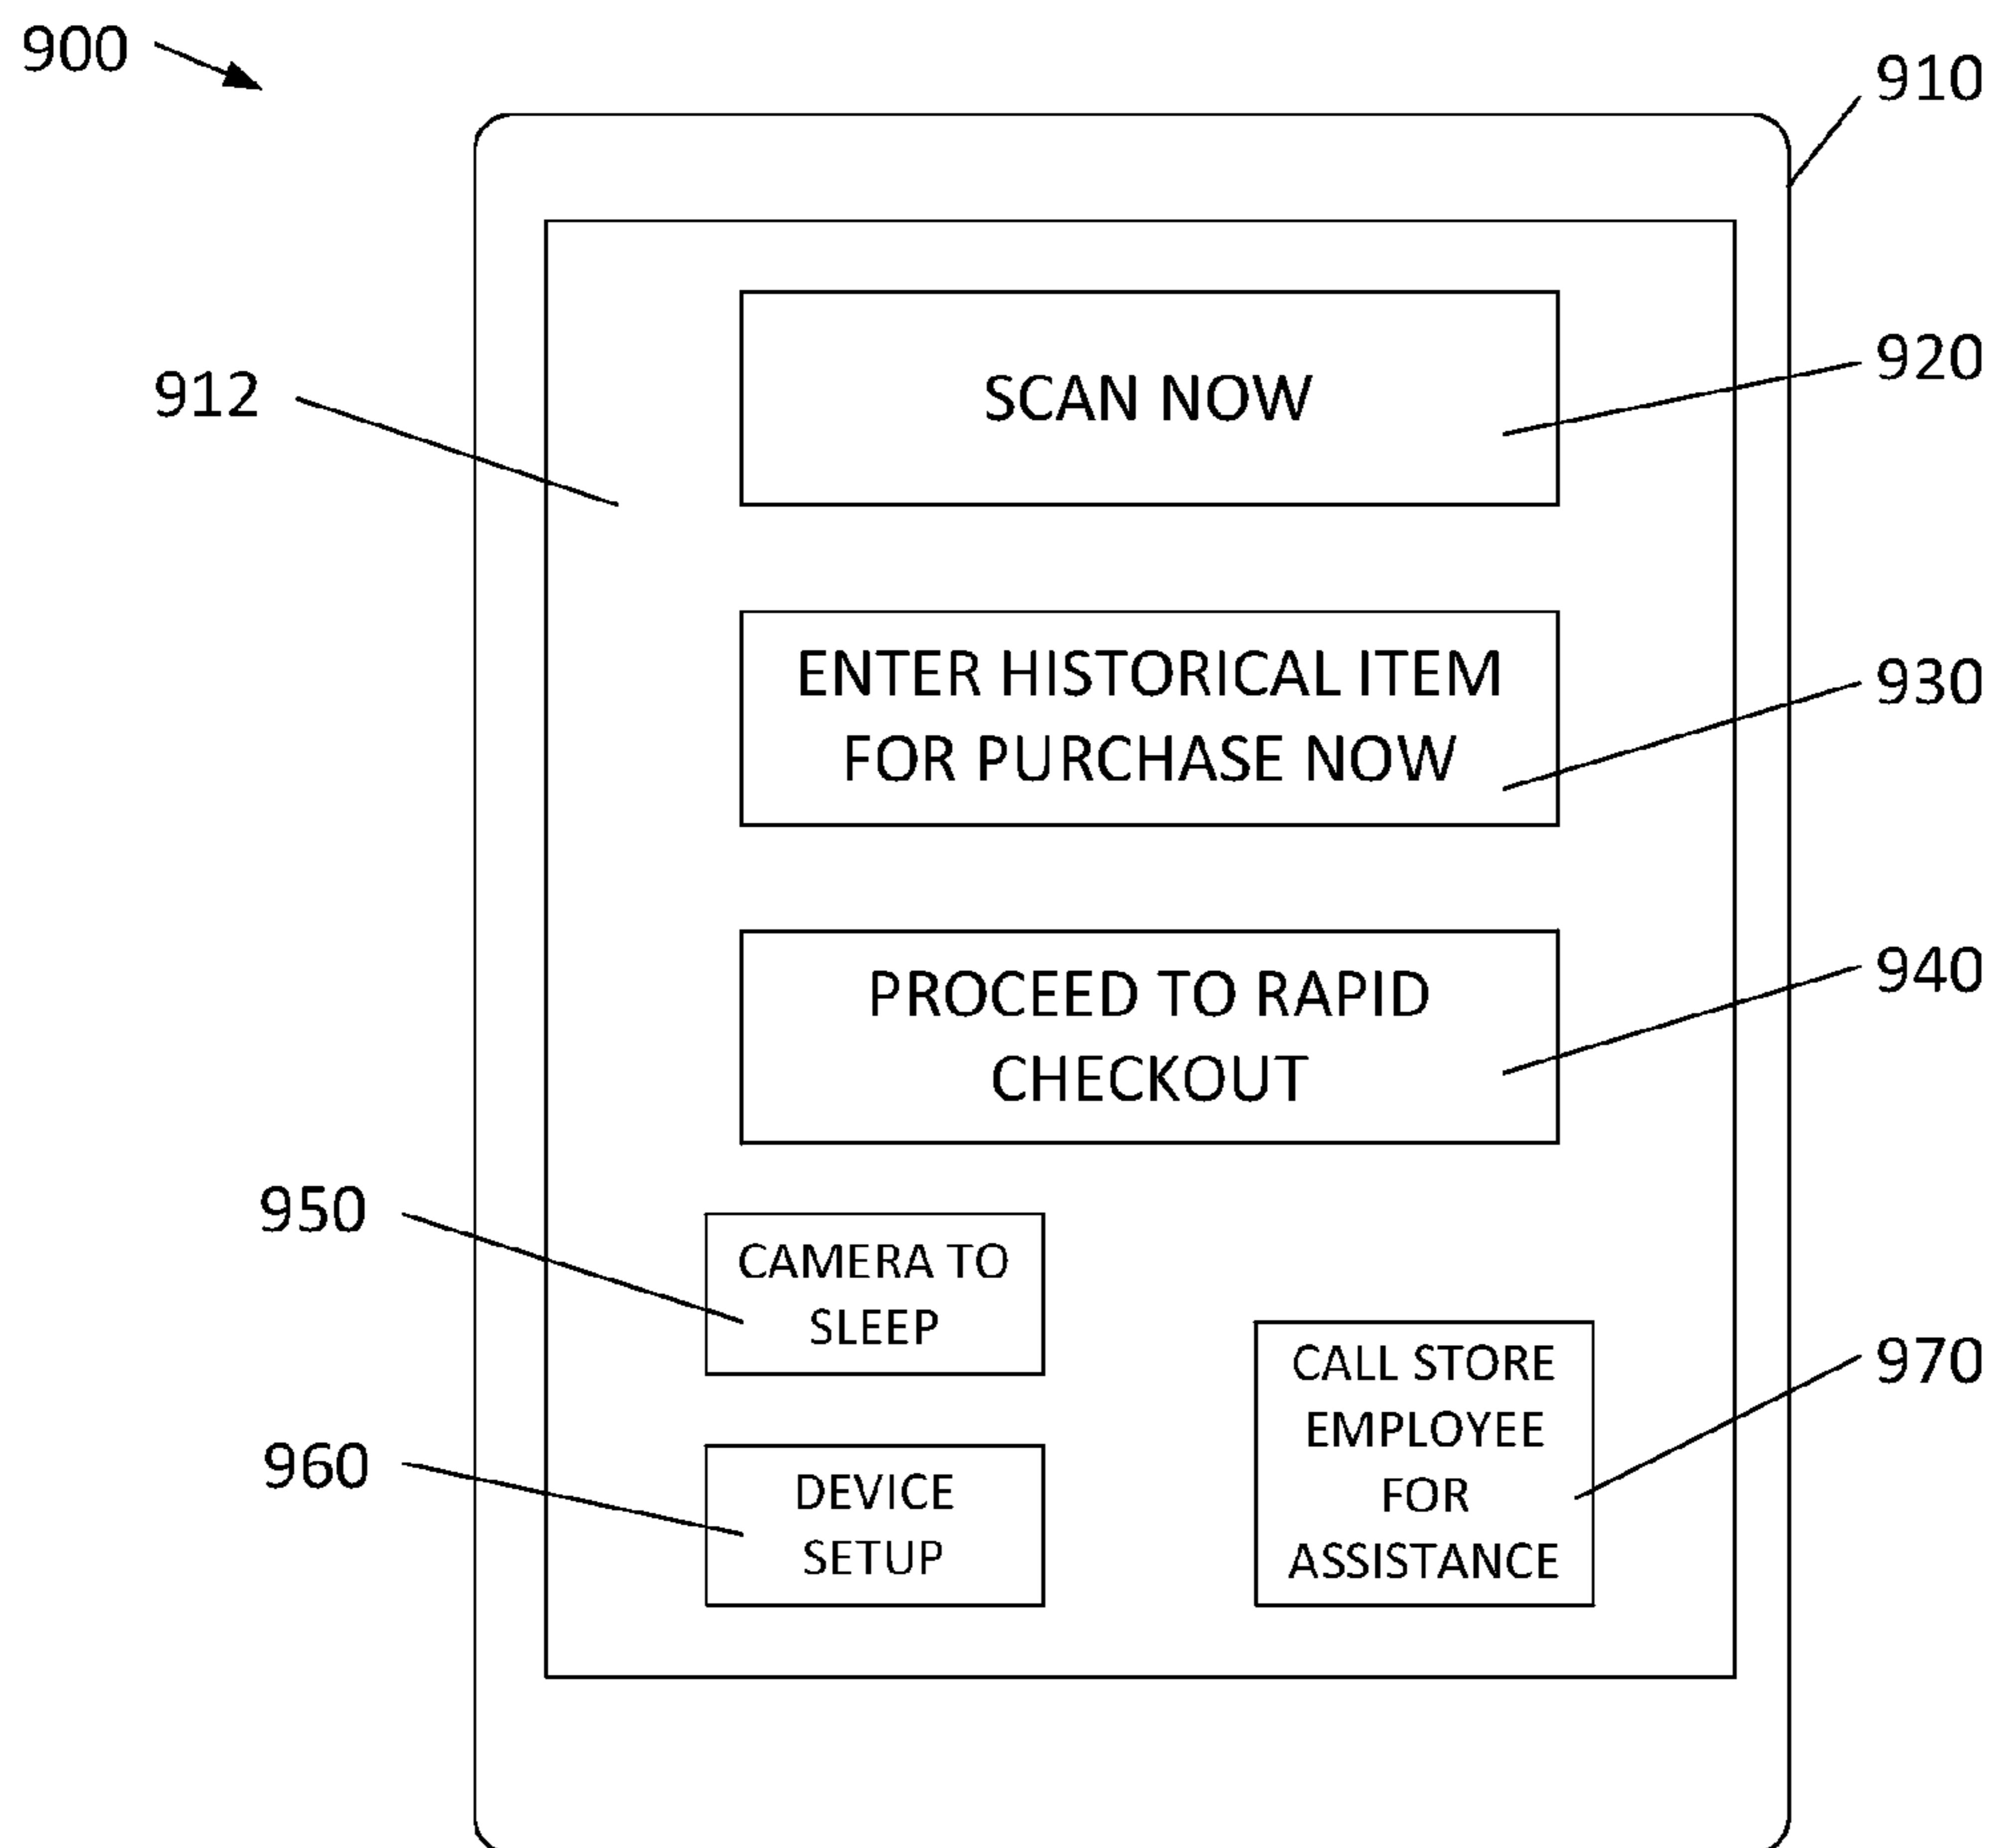 900
910
SCAN NOW
920
912
ENTER HISTORICAL ITEM
FOR PURCHASE NOW
930
PROCEED TO RAPID
CHECKOUT
940
950
CAMERA TO
SLEEP
CALL STORE
EMPLOYEE
FOR
ASSISTANCE
970
960
DEVICE
SETUP